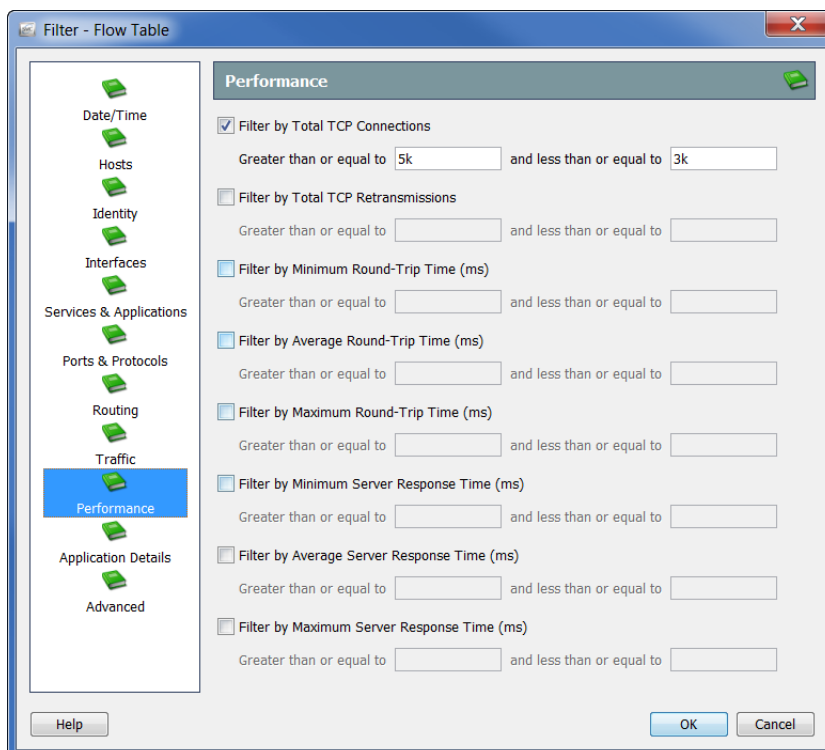 Filter - Flow Table
Date/Time
Hosts
Identity
Interfaces
Services & Applications
Ports & Protocols
Routing
Traffic
Performance
Application Details
Advanced
Performance
Filter by Total TCP Connections
Greater than or equal to 5k and less than or equal to 3k
Filter by Total TCP Retransmissions
Greater than or equal to and less than or equal to
Filter by Minimum Round-Trip Time (ms)
Greater than or equal to and less than or equal to
Filter by Average Round-Trip Time (ms)
Greater than or equal to and less than or equal to
Filter by Maximum Round-Trip Time (ms)
Greater than or equal to and less than or equal to
Filter by Minimum Server Response Time (ms)
Greater than or equal to and less than or equal to
Filter by Average Server Response Time (ms)
Greater than or equal to and less than or equal to
Filter by Maximum Server Response Time (ms)
Greater than or equal to and less than or equal to
Help OK Cancel